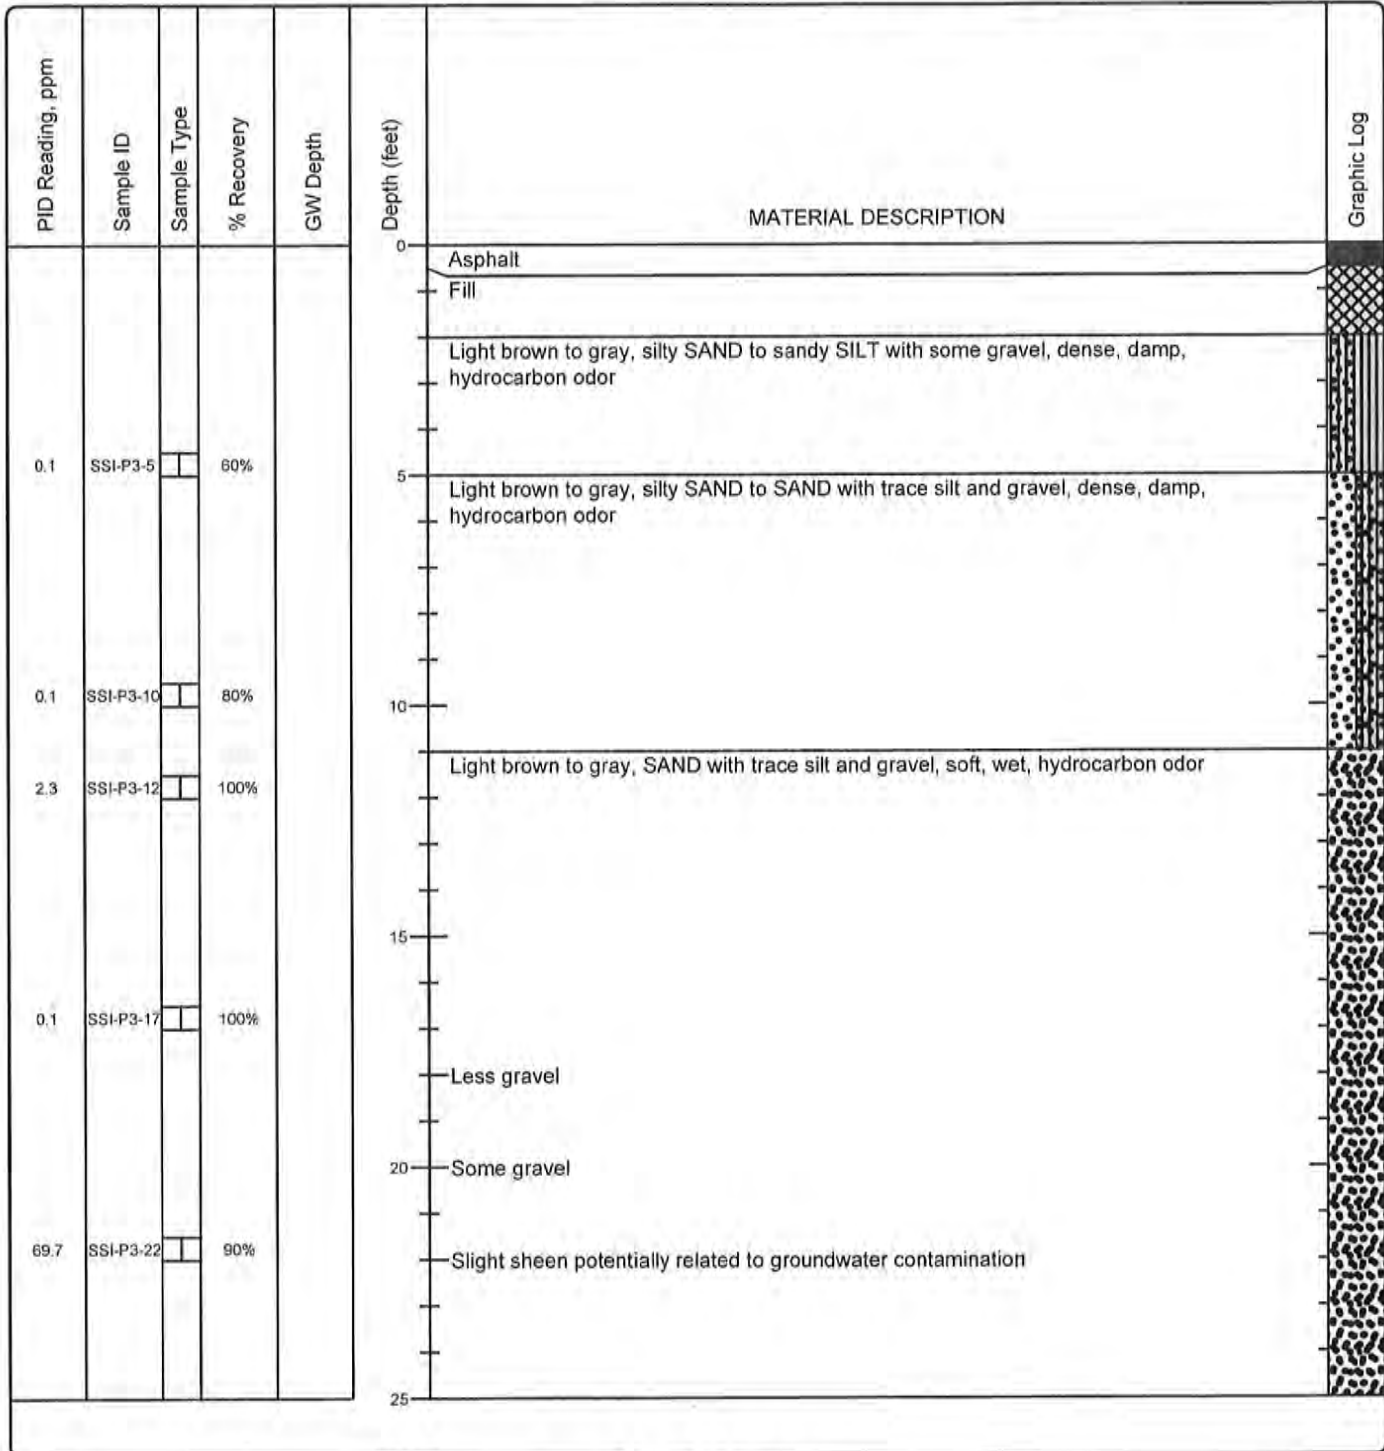 PID Reading, ppm
Sample ID
Sample Type
% Recovery
GW Depth
Depth (feet)
MATERIAL DESCRIPTION
Graphic Log
0
Asphalt
Fill
Light brown to gray, silty SAND to sandy SILT with some gravel, dense, damp,
hydrocarbon odor
0.1 SSI-P3-5 60%
5
Light brown to gray, silty SAND to SAND with trace silt and gravel, dense, damp,
hydrocarbon odor
0.1 SSI-P3-10 80%
10
Light brown to gray, SAND with trace silt and gravel, soft, wet, hydrocarbon odor
2.3 SSI-P3-12 100%
15
0.1 SSI-P3-17 100%
Less gravel
20 Some gravel
69.7 SSI-P3-22 90%
Slight sheen potentially related to groundwater contamination
25